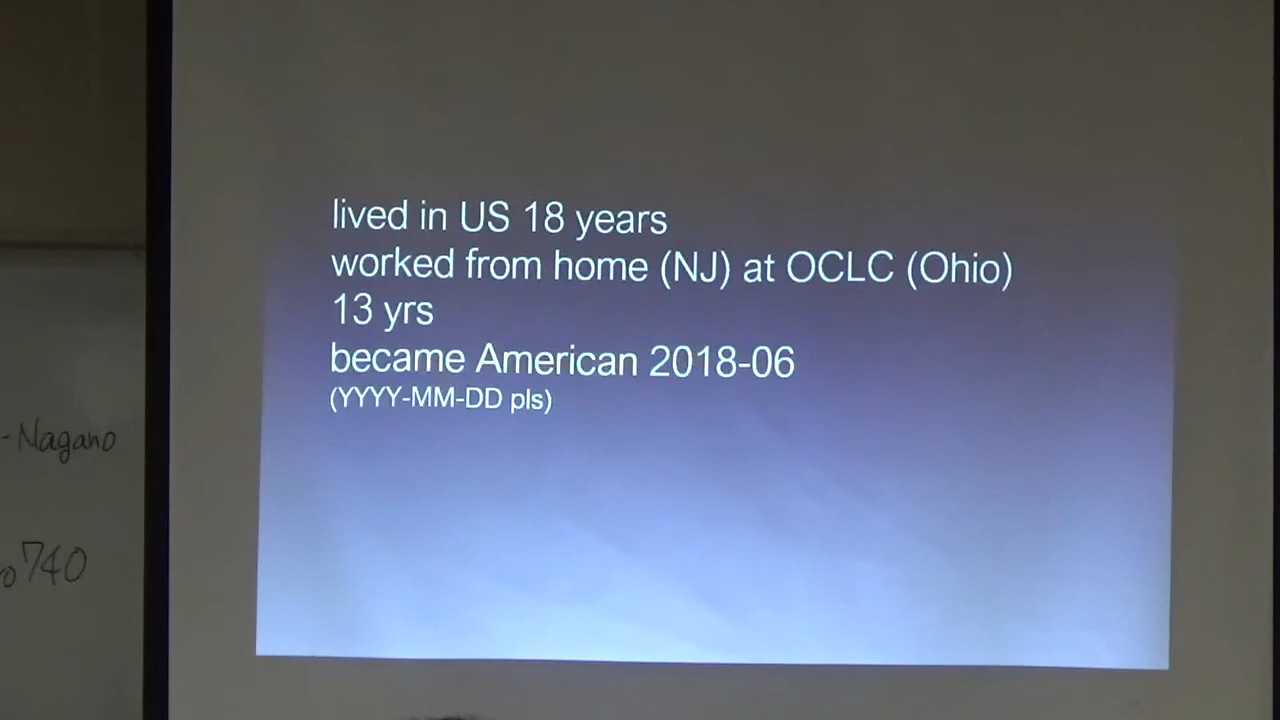 lived in US 18 years
worked from home (NJ) at OCLC (Ohio)
13 yrs
became American 2018-06
(YYYY-MM-DD pls)
-Nagano
o740